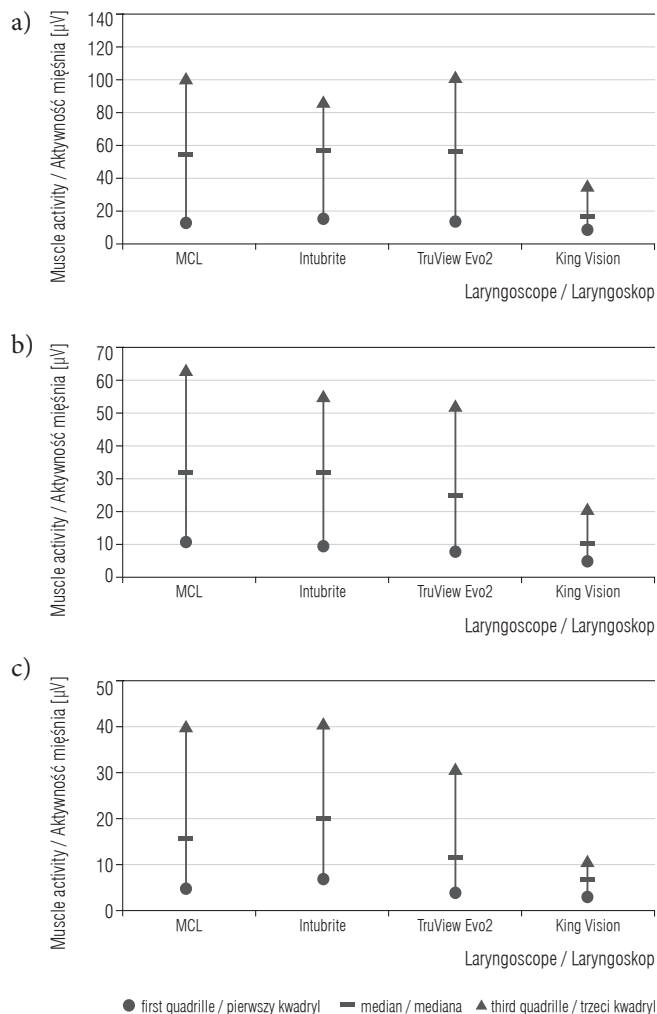 a)
Muscle activity / Aktywność mięśnia [µV]
140
120
100
80
60
40
20
0
MCL Intubrite TruView Evo2 King Vision
Laryngoscope / Laryngoskop
b)
Muscle activity / Aktywność mięśnia [µV]
70
60
50
40
30
20
10
0
MCL Intubrite TruView Evo2 King Vision
Laryngoscope / Laryngoskop
c)
Muscle activity / Aktywność mięśnia [µV]
50
40
30
20
10
0
MCL Intubrite TruView Evo2 King Vision
Laryngoscope / Laryngoskop
first quadrille / pierwszy kwadryl median / mediana third quadrille / trzeci kwadryl